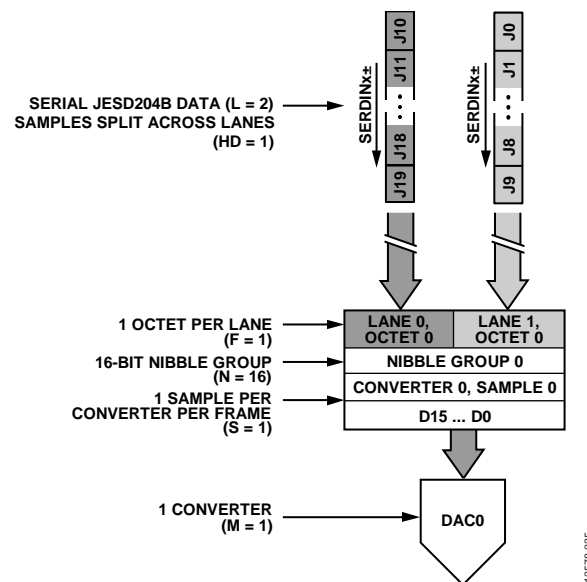 J10
J11
J18
J19
SERDINx±
J0
J1
J8
J9
SERDINx±
SERIAL JESD204B DATA (L = 2)
SAMPLES SPLIT ACROSS LANES
(HD = 1)
1 OCTET PER LANE
(F = 1)
LANE 0,
OCTET 0
LANE 1,
OCTET 0
16-BIT NIBBLE GROUP
(N = 16)
NIBBLE GROUP 0
1 SAMPLE PER
CONVERTER PER FRAME
(S = 1)
CONVERTER 0, SAMPLE 0
D15 ... D0
1 CONVERTER
(M = 1)
DAC0